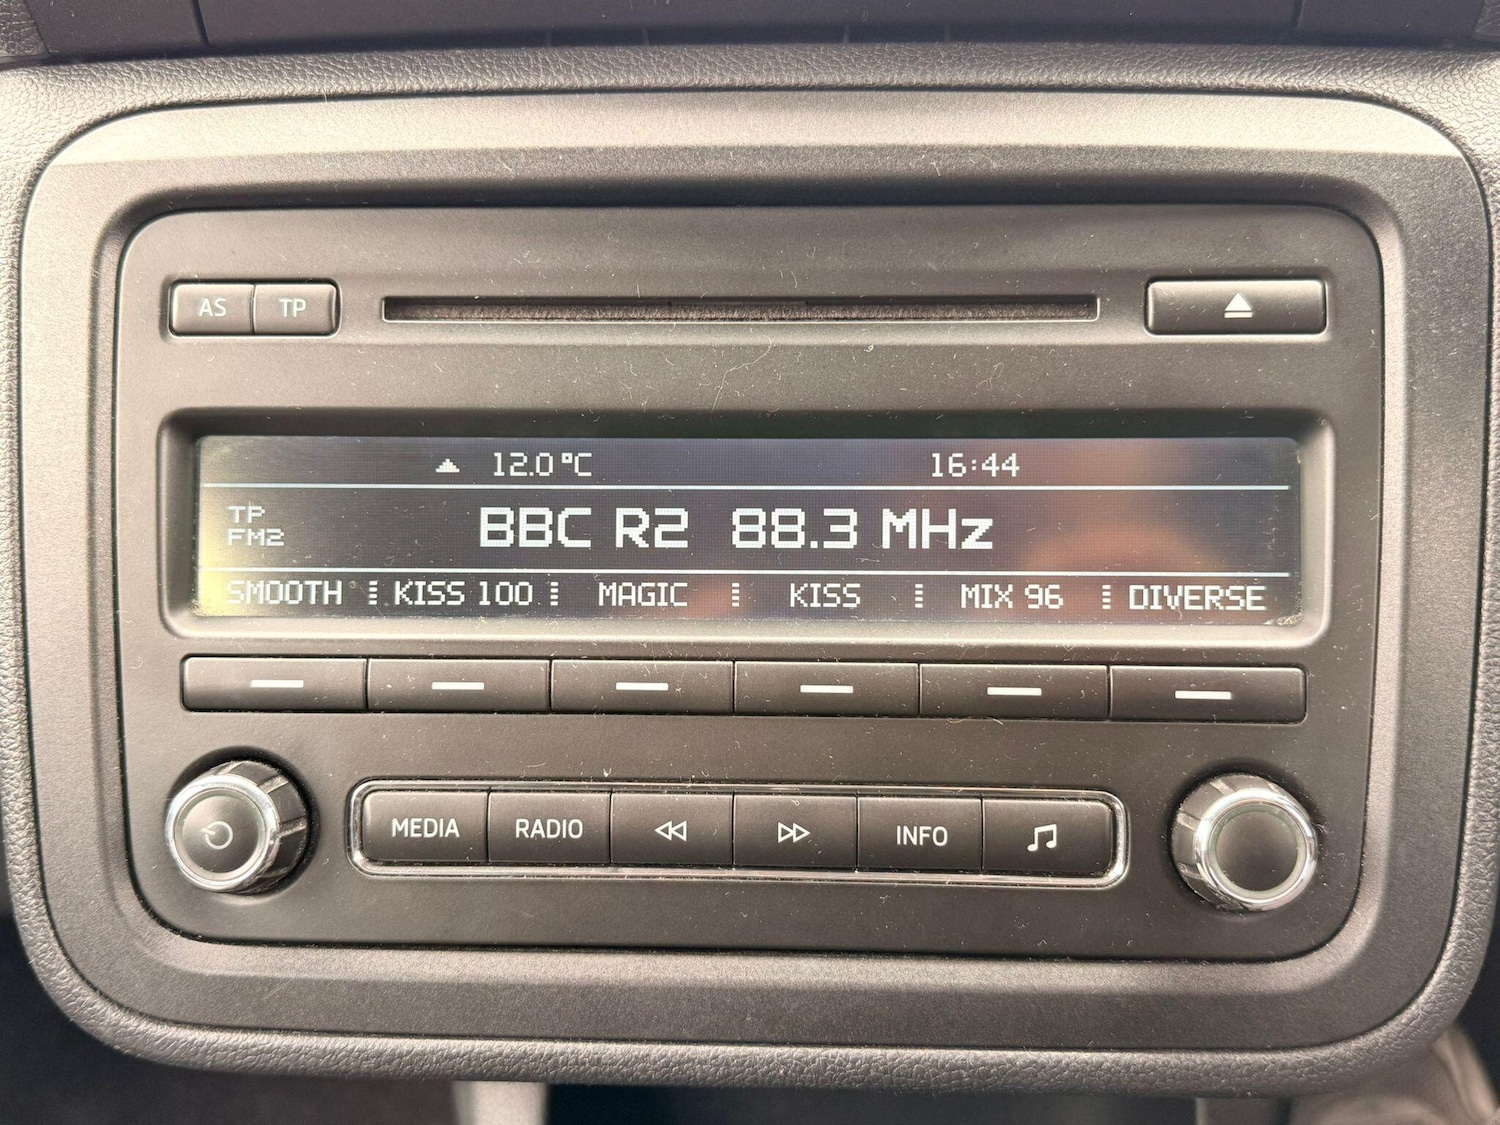 AS TP
12.0 °C 16:44
TP
FM2
BBC R2 88.3 MHz
SMOOTH KISS 100 MAGIC KISS MIX 96 DIVERSE
MEDIA RADIO INFO